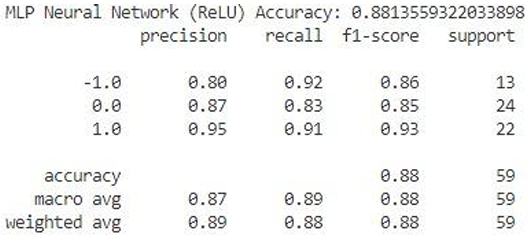 MLP Neural Network (ReLU) Accuracy: 0.8813559322033898
precision recall f1-score support
-1.0 0.80 0.92 0.86 13
0.0 0.87 0.83 0.85 24
1.0 0.95 0.91 0.93 22
accuracy 0.88 59
macro avg 0.87 0.89 0.88 59
weighted avg 0.89 0.88 0.88 59